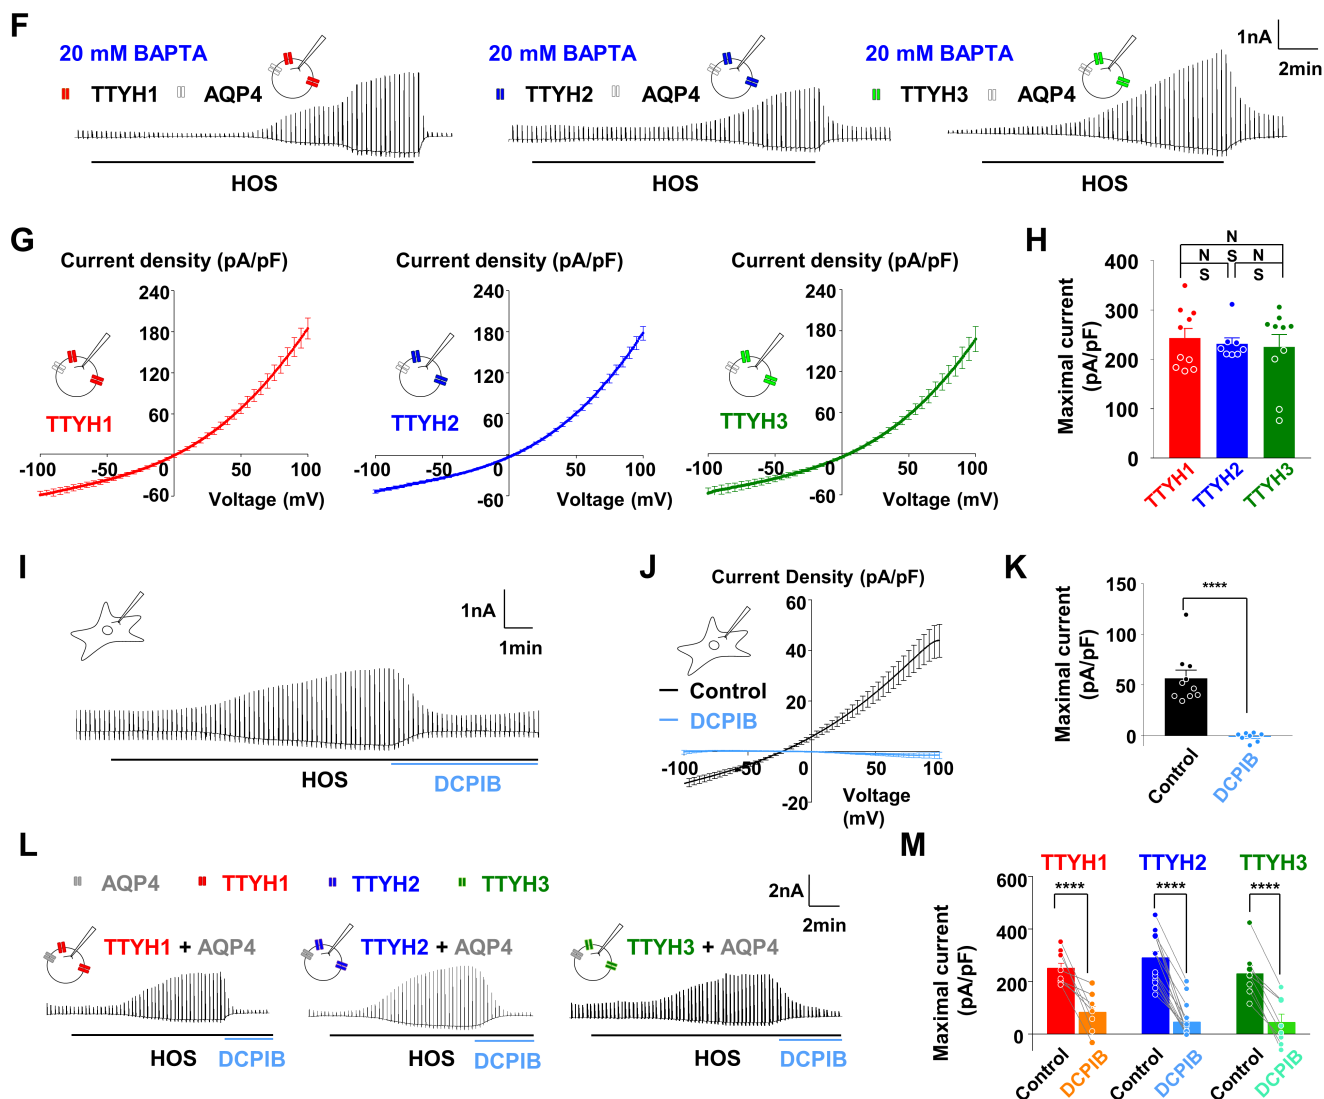 F
20 mM BAPTA
TTYH1 AQP4
HOS
20 mM BAPTA
TTYH2 AQP4
HOS
20 mM BAPTA
TTYH3 AQP4
HOS
1nA
2min
G
Current density (pA/pF)
240
180
120
60
-60
-100
-50
0
50
100
TTYH1
Voltage (mV)
Current density (pA/pF)
240
180
120
60
-60
-100
-50
0
50
100
TTYH2
Voltage (mV)
Current density (pA/pF)
240
180
120
60
-60
-100
-50
0
50
100
TTYH3
Voltage (mV)
H
N
N S N
S S
Maximal current
(pA/pF)
400
300
200
100
0
TTYH1
TTYH2
TTYH3
I
1nA
1min
HOS
DCPIB
J
Current Density (pA/pF)
60
40
20
0
-20
-100
-50
50
100
Control
DCPIB
Voltage
(mV)
K
Maximal current
(pA/pF)
150
100
50
0
****
Control
DCPIB
L
AQP4 TTYH1 TTYH2 TTYH3
2nA
2min
TTYH1 + AQP4
HOS
DCPIB
TTYH2 + AQP4
HOS
DCPIB
TTYH3 + AQP4
HOS
DCPIB
M
TTYH1 TTYH2 TTYH3
Maximal current
(pA/pF)
600
400
200
0
**** **** ****
Control
DCPIB
Control
DCPIB
Control
DCPIB